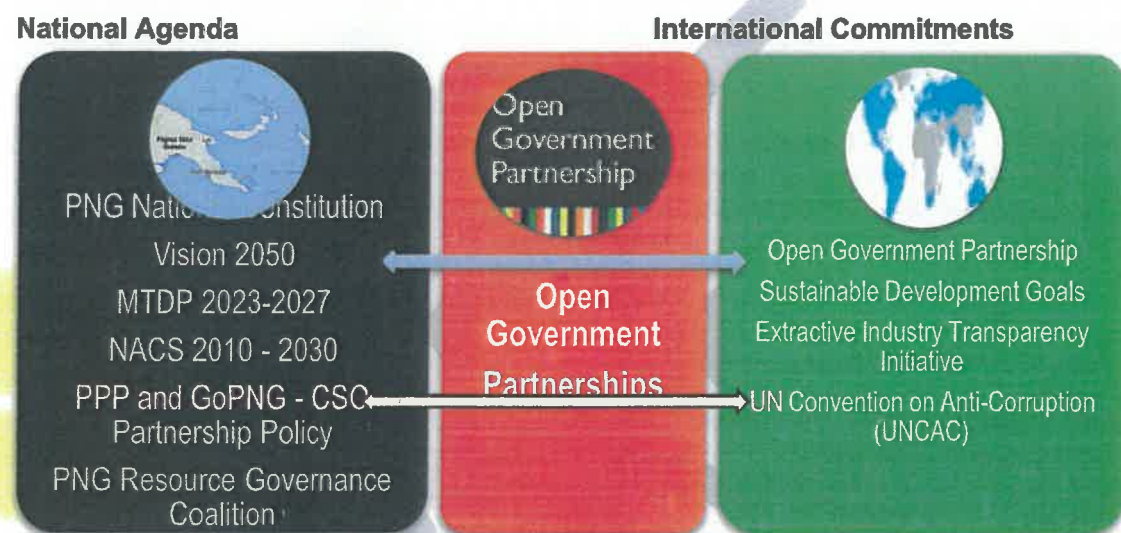 National Agenda
International Commitments
PNG National Constitution
Vision 2050
MTDP 2023-2027
NACS 2010 - 2030
PPP and GoPNG - CSO
Partnership Policy
PNG Resource Governance
Coalition
Open
Government
Partnership
Open
Government
Partnerships
Open Government Partnership
Sustainable Development Goals
Extractive Industry Transparency
Initiative
UN Convention on Anti-Corruption
(UNCAC)